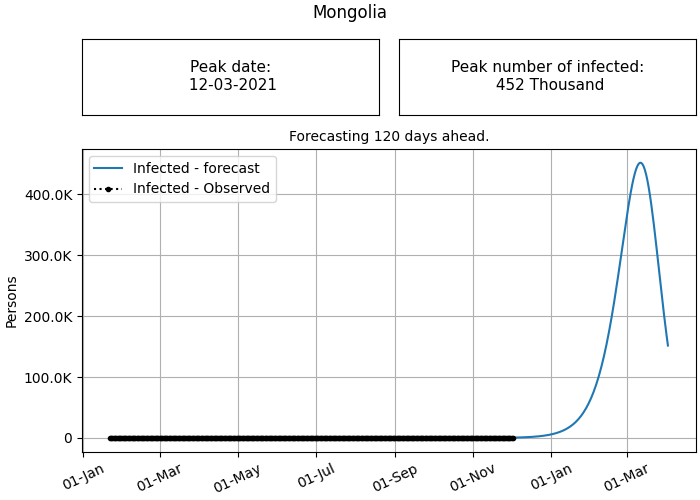 Mongolia
Peak date:
12-03-2021
Peak number of infected:
452 Thousand
Forecasting 120 days ahead.
Infected - forecast
Infected - Observed
Persons
400.0K
300.0K
200.0K
100.0K
0
01-Jan
01-Mar
01-May
01-Jul
01-Sep
01-Nov
01-Jan
01-Mar